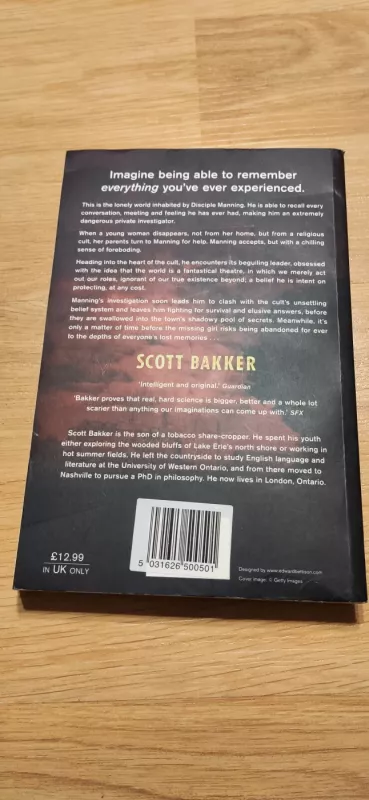 Imagine being able to remember
everything you've ever experienced.
This is the lonely world inhabited by Disciple Manning. He is able to recall every
conversation, meeting and feeling he has ever had, making him an extremely
dangerous private investigator.
When a young woman disappears, not from her home, but from a religious
cult, her parents turn to Manning for help. Manning accepts, but with a chilling
sense of foreboding.
Heading into the heart of the cult, he encounters its beguiling leader, obsessed
with the idea that the world is a fantastical theatre, in which we merely act
out our roles, ignorant of our true existence beyond; a belief he is intent on
protecting, at any cost.
Manning's investigation soon leads him to clash with the cult's unsettling
belief system and leaves him fighting for survival and elusive answers, before
they are swallowed into the town's shadowy pool of secrets. Meanwhile, it's
only a matter of time before the missing girl risks being abandoned for ever
to the depths of everyone's lost memories ...
SCOTT BAKKER
'Intelligent and original.' Guardian
'Bakker proves that real, hard science is bigger, better and a whole lot
scarier than anything our imaginations can come up with.' SFX
Scott Bakker is the son of a tobacco share-cropper. He spent his youth
either exploring the wooded bluffs of Lake Erie's north shore or working in
hot summer fields. He left the countryside to study English language and
literature at the University of Western Ontario, and from there moved to
Nashville to pursue a PhD in philosophy. He now lives in London, Ontario.
£12.99
IN UK ONLY
5 031626 500501
Designed by www.edwardbettison.com
Cover image: © Getty Images